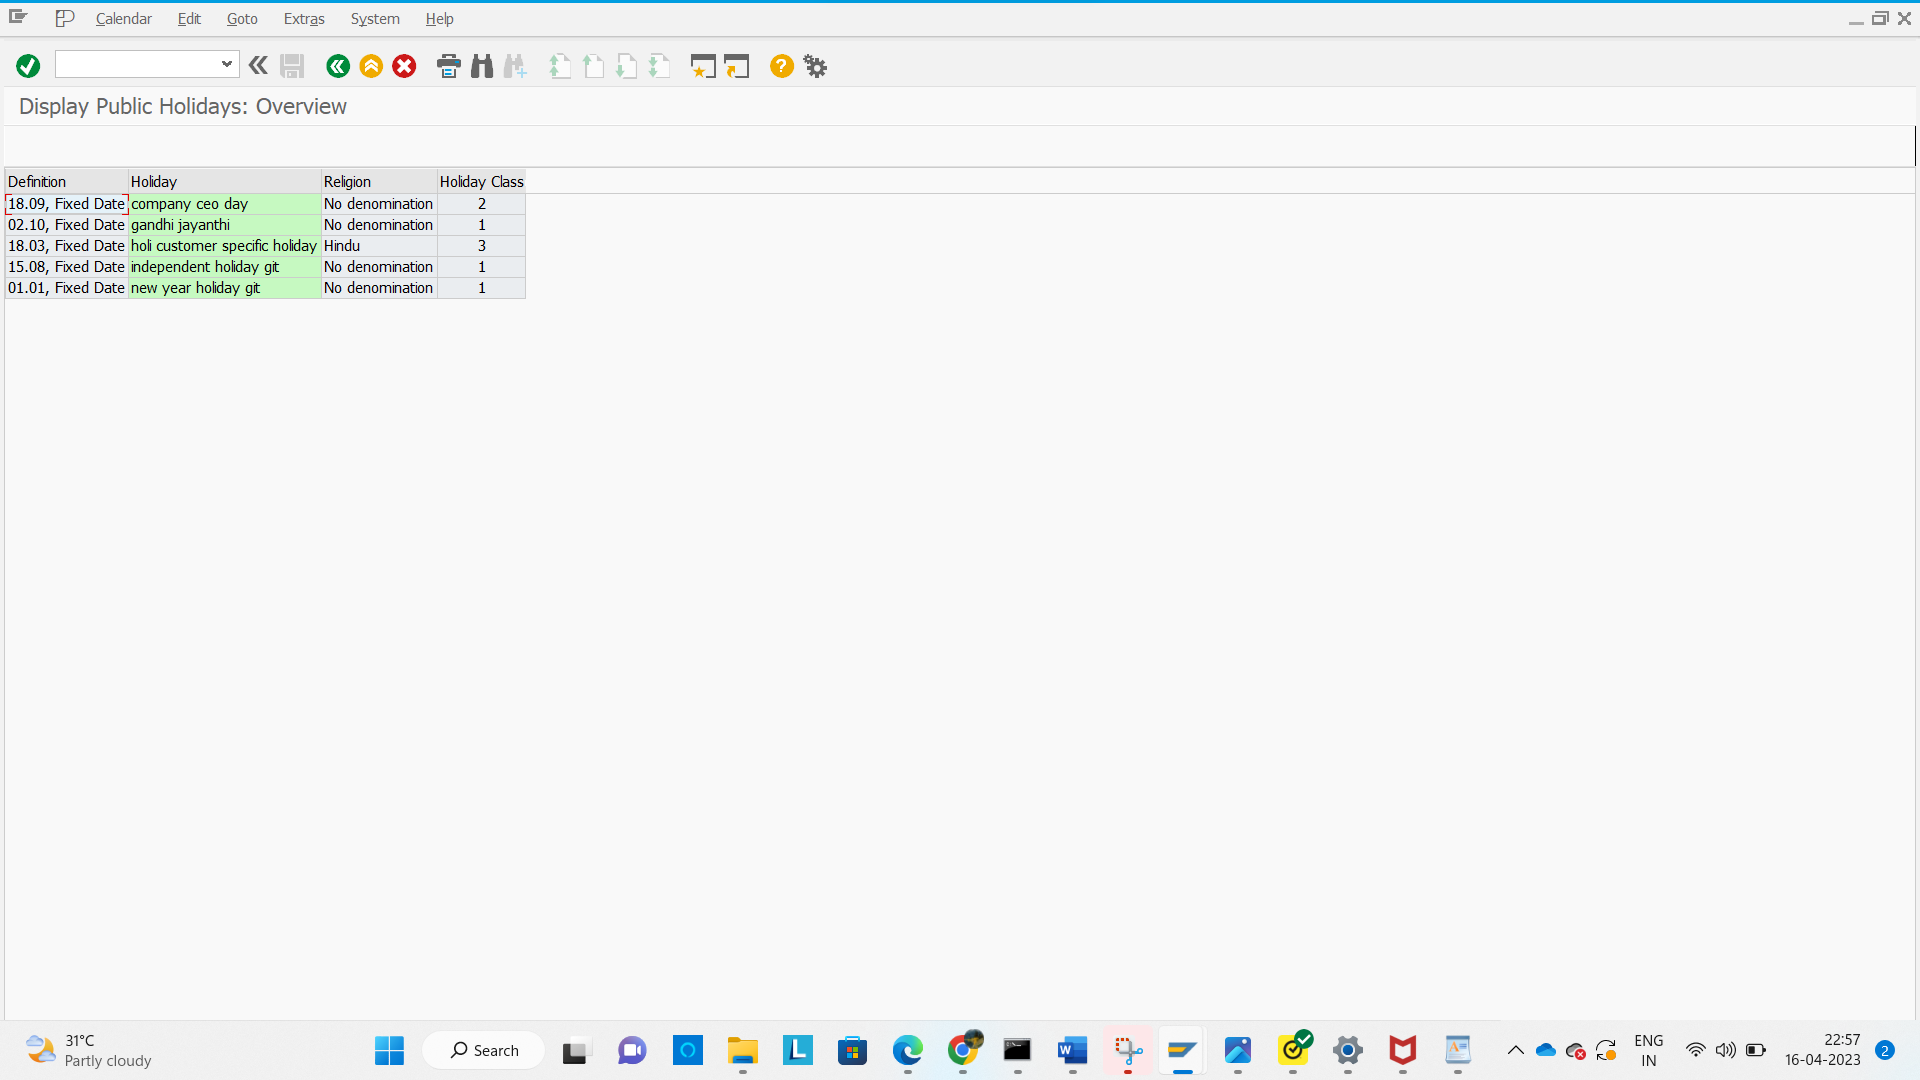 Calendar Edit Goto Extras System Help
Display Public Holidays: Overview
Definition Holiday Religion Holiday Class
18.09, Fixed Date company ceo day No denomination 2
02.10, Fixed Date gandhi jayanthi No denomination 1
18.03, Fixed Date holi customer specific holiday Hindu 3
15.08, Fixed Date independent holiday git No denomination 1
01.01, Fixed Date new year holiday git No denomination 1
31°C
Partly cloudy
Search
ENG
IN
22:57
16-04-2023
2